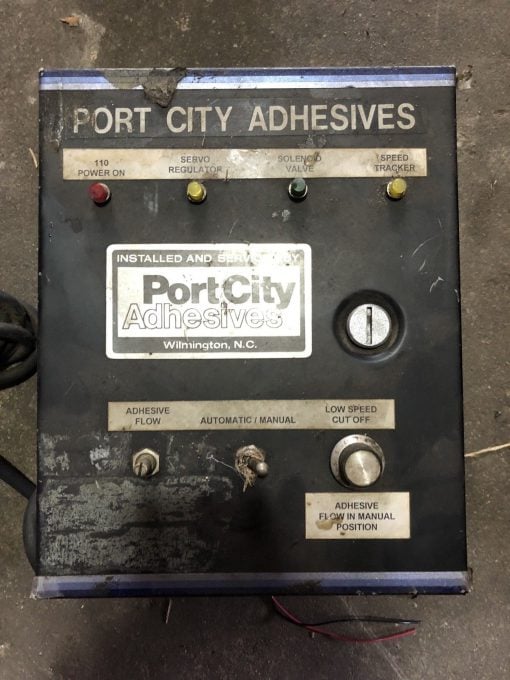 PORT CITY ADHESIVES
110
POWER ON
SERVO
REGULATOR
SOLENOID
VALVE
SPEED
TRACKER
INSTALLED AND SERVICED BY
PortCity
Adhesives
Wilmington, N.C.
ADHESIVE
FLOW
AUTOMATIC / MANUAL
LOW SPEED
CUT OFF
ADHESIVE
FLOW IN MANUAL
POSITION